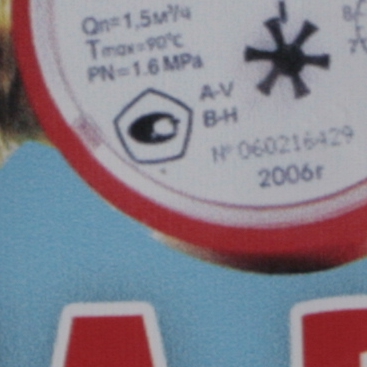 Qn=1,5м³/ч
Tmax=90°C
PN=1.6 MPa
A-V
B-H
№ 060216429
2006г